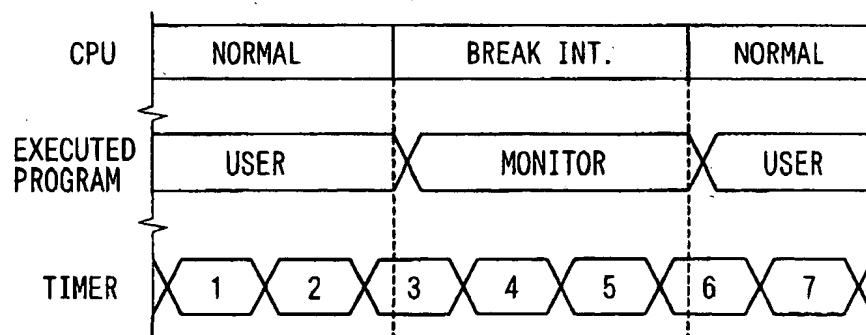 CPU NORMAL BREAK INT. NORMAL
EXECUTED
PROGRAM USER MONITOR USER
TIMER 1 2 3 4 5 6 7